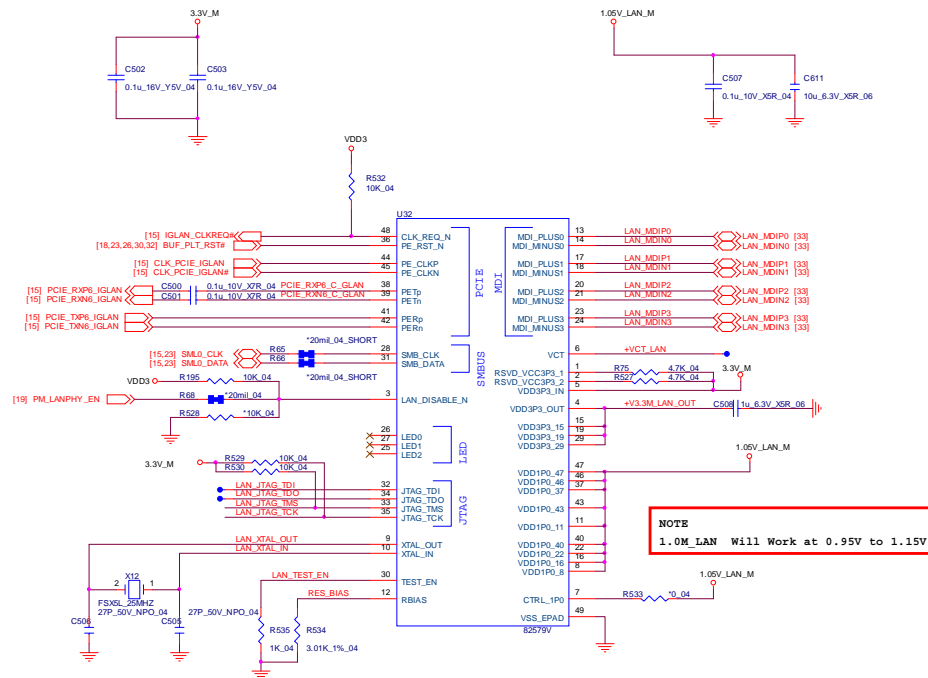 3.3V_M
1.05V_LAN_M
C502
0.1u_16V_Y5V_04
C503
0.1u_16V_Y5V_04
C507
0.1u_10V_X5R_04
C611
10u_6.3V_X5R_06
VDD3
R532
10K_04
U32
[15] IGLAN_CLKREQ#
48
CLK_REQ_N
[18,23,26,30,32] BUF_PLT_RST#
36
PE_RST_N
[15] CLK_PCIE_IGLAN
44
PE_CLKP
[15] CLK_PCIE_IGLAN#
45
PE_CLKN
[15] PCIE_RXP6_IGLAN
C500
0.1u_10V_X7R_04
PCIE_RXP6_C_GLAN
38
PETp
[15] PCIE_RXN6_IGLAN
C501
0.1u_10V_X7R_04
PCIE_RXN6_C_GLAN
39
PETn
[15] PCIE_TXP6_IGLAN
41
PERp
[15] PCIE_TXN6_IGLAN
42
PERn
PCIE
MDI
MDI_PLUS0
13
LAN_MDIP0
LAN_MDIP0 [33]
MDI_MINUS0
14
LAN_MDIN0
LAN_MDIN0 [33]
MDI_PLUS1
17
LAN_MDIP1
LAN_MDIP1 [33]
MDI_MINUS1
18
LAN_MDIN1
LAN_MDIN1 [33]
MDI_PLUS2
20
LAN_MDIP2
LAN_MDIP2 [33]
MDI_MINUS2
21
LAN_MDIN2
LAN_MDIN2 [33]
MDI_PLUS3
23
LAN_MDIP3
LAN_MDIP3 [33]
MDI_MINUS3
24
LAN_MDIN3
LAN_MDIN3 [33]
*20mil_04_SHORT
[15,23] SML0_CLK
R65
28
SMB_CLK
[15,23] SML0_DATA
R66
31
SMB_DATA
*20mil_04_SHORT
SMBUS
VCT
6
+VCT_LAN
RSVD_VCC3P3_1
1
R75
4.7K_04
RSVD_VCC3P3_2
2
R527
4.7K_04
3.3V_M
VDD3P3_IN
5
VDD3
R195
10K_04
[19] PM_LANPHY_EN
R68
*20mil_04
3
LAN_DISABLE_N
R528
*10K_04
VDD3P3_OUT
4
+V3.3M_LAN_OUT
C508
1u_6.3V_X5R_06
VDD3P3_15
15
VDD3P3_19
19
VDD3P3_29
29
26
LED0
27
LED1
25
LED2
LED
3.3V_M
R529
10K_04
R530
10K_04
1.05V_LAN_M
VDD1P0_47
47
VDD1P0_46
46
VDD1P0_37
37
VDD1P0_43
43
VDD1P0_11
11
VDD1P0_40
40
VDD1P0_22
22
VDD1P0_16
16
VDD1P0_8
8
LAN_JTAG_TDI
32
JTAG_TDI
LAN_JTAG_TDO
34
JTAG_TDO
LAN_JTAG_TMS
33
JTAG_TMS
LAN_JTAG_TCK
35
JTAG_TCK
JTAG
NOTE
1.0M_LAN Will Work at 0.95V to 1.15V
LAN_XTAL_OUT
9
XTAL_OUT
LAN_XTAL_IN
10
XTAL_IN
LAN_TEST_EN
30
TEST_EN
RES_BIAS
12
RBIAS
1.05V_LAN_M
CTRL_1P0
7
R533
*0_04
VSS_EPAD
49
82579V
2
X12
1
FSX5L_25MHZ
27P_50V_NPO_04
C506
C505
27P_50V_NPO_04
R535
1K_04
R534
3.01K_1%_04